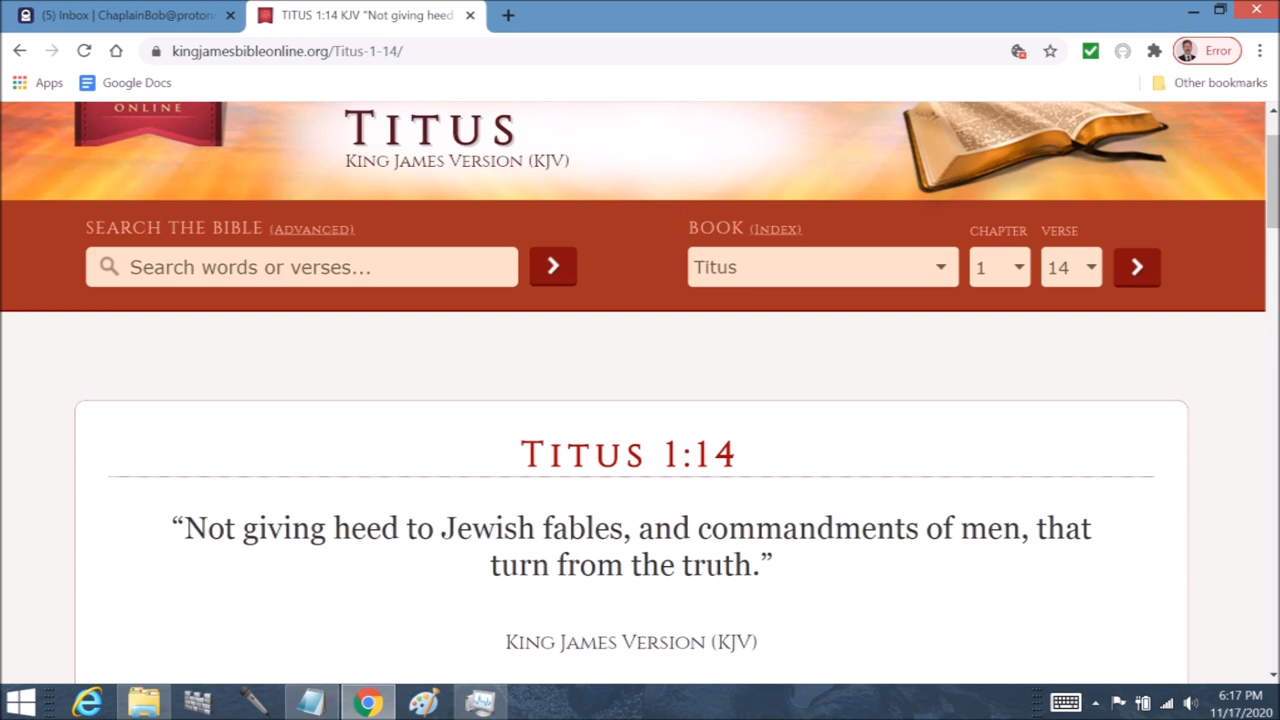 (5) Inbox | ChaplainBob@proton
TITUS 1:14 KJV "Not giving heed
kingjamesbibleonline.org/Titus-1-14/
Error
Apps
Google Docs
Other bookmarks
ONLINE
TITUS
KING JAMES VERSION (KJV)
SEARCH THE BIBLE (ADVANCED)
BOOK (INDEX)
CHAPTER
VERSE
Search words or verses...
Titus
1
14
TITUS 1:14
“Not giving heed to Jewish fables, and commandments of men, that
turn from the truth.”
KING JAMES VERSION (KJV)
6:17 PM
11/17/2020